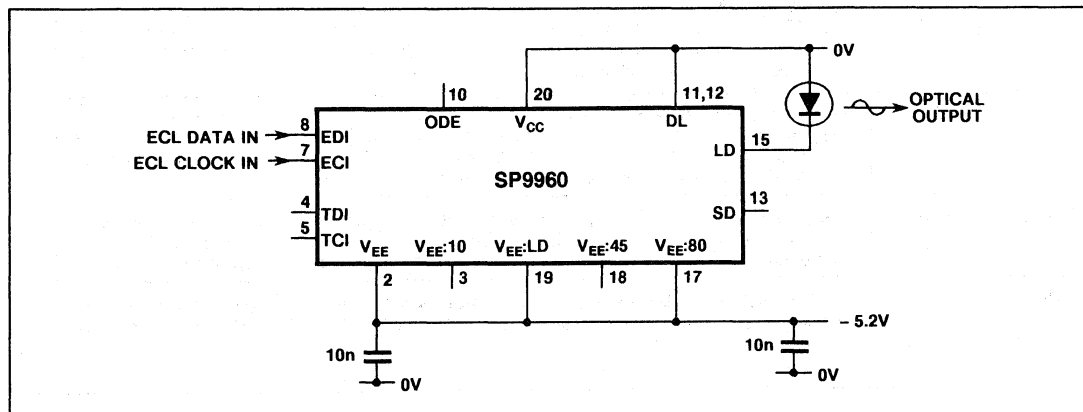 0V
10
20
11,12
ODE
VCC
DL
OPTICAL
OUTPUT
ECL DATA IN
8
EDI
ECL CLOCK IN
7
ECI
LD
15
SP9960
4
TDI
SD
13
5
TCI
VEE
VEE:10
VEE:LD
VEE:45
VEE:80
2
3
19
18
17
- 5.2V
10n
0V
10n
0V